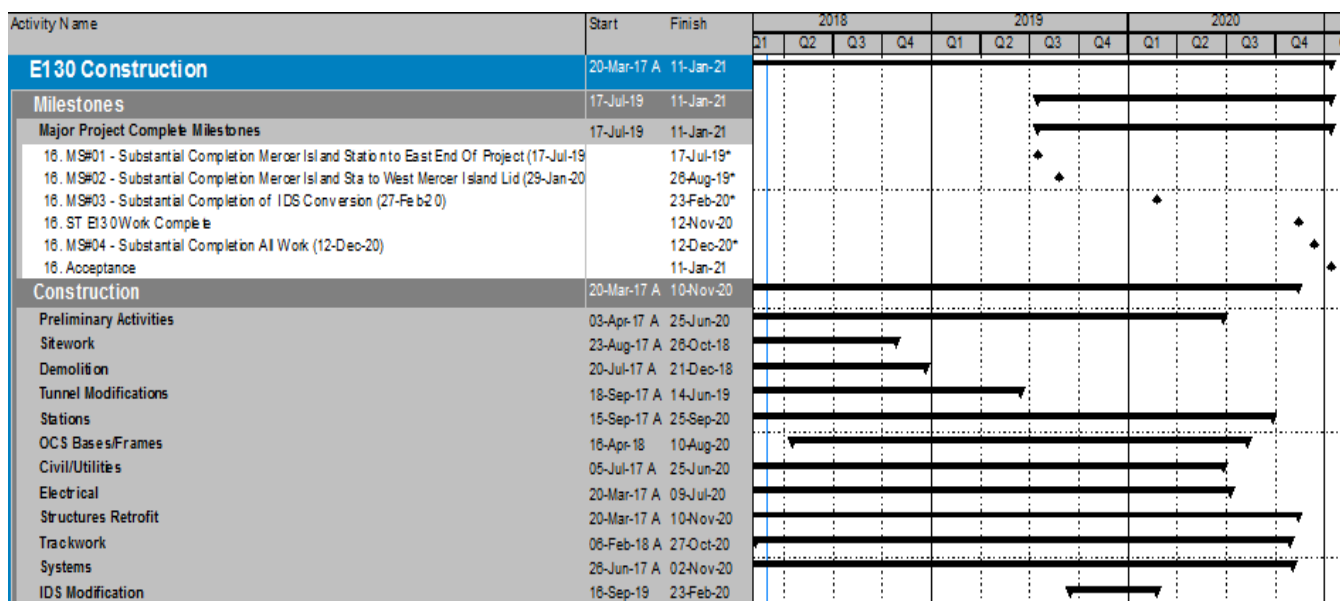 Activity Name Start Finish 2018 2019 2020
Q1 Q2 Q3 Q4 Q1 Q2 Q3 Q4 Q1 Q2 Q3 Q4
E130 Construction 20-Mar-17 A 11-Jan-21
Milestones 17-Jul-19 11-Jan-21
Major Project Complete Milestones 17-Jul-19 11-Jan-21
16. MS#01 - Substantial Completion Mercer Island Station to East End Of Project (17-Jul-19 17-Jul-19*
16. MS#02 - Substantial Completion Mercer Island Sta to West Mercer Island Lid (29-Jan-20 26-Aug-19*
16. MS#03 - Substantial Completion of IDS Conversion (27-Feb-20) 23-Feb-20*
16. ST E130 Work Complete 12-Nov-20
16. MS#04 - Substantial Completion All Work (12-Dec-20) 12-Dec-20*
16. Acceptance 11-Jan-21
Construction 20-Mar-17 A 10-Nov-20
Preliminary Activities 03-Apr-17 A 25-Jun-20
Sitework 23-Aug-17 A 26-Oct-18
Demolition 20-Jul-17 A 21-Dec-18
Tunnel Modifications 18-Sep-17 A 14-Jun-19
Stations 15-Sep-17 A 25-Sep-20
OCS Bases/Frames 16-Apr-18 10-Aug-20
Civil/Utilities 05-Jul-17 A 25-Jun-20
Electrical 20-Mar-17 A 09-Jul-20
Structures Retrofit 20-Mar-17 A 10-Nov-20
Trackwork 06-Feb-18 A 27-Oct-20
Systems 26-Jun-17 A 02-Nov-20
IDS Modification 16-Sep-19 23-Feb-20